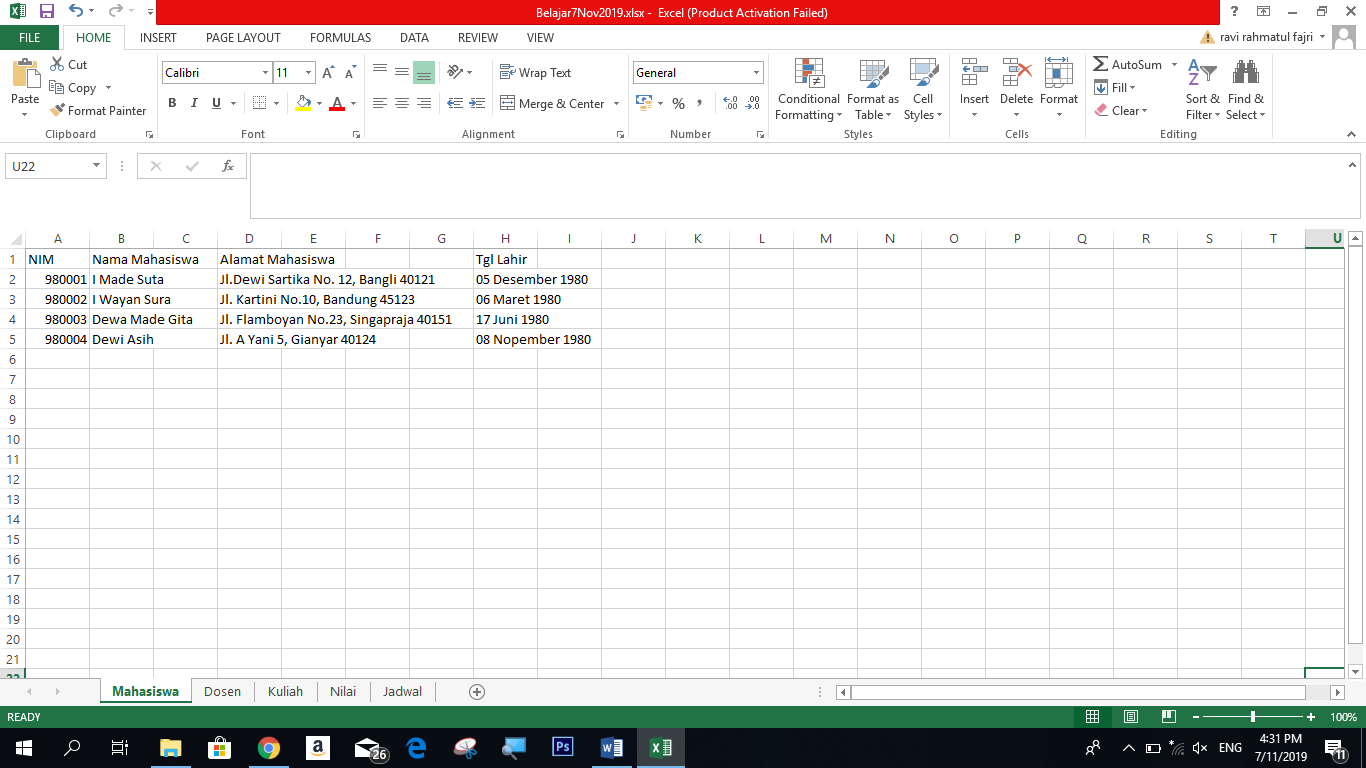 Belajar7Nov2019.xlsx - Excel (Product Activation Failed)
FILE HOME INSERT PAGE LAYOUT FORMULAS DATA REVIEW VIEW ravi rahmatul fajri
Cut
Copy
Format Painter
Paste
Clipboard
Calibri 11
B I U
Font
Wrap Text
Merge & Center
Alignment
General
%
Number
Conditional Formatting
Format as Table
Cell Styles
Styles
Insert Delete Format
Cells
AutoSum
Fill
Clear
Sort & Filter
Find & Select
Editing
U22
fx
A B C D E F G H I J K L M N O P Q R S T U
1 NIM Nama Mahasiswa Alamat Mahasiswa Tgl Lahir
2 980001 I Made Suta Jl.Dewi Sartika No. 12, Bangli 40121 05 Desember 1980
3 980002 I Wayan Sura Jl. Kartini No.10, Bandung 45123 06 Maret 1980
4 980003 Dewa Made Gita Jl. Flamboyan No.23, Singapraja 40151 17 Juni 1980
5 980004 Dewi Asih Jl. A Yani 5, Gianyar 40124 08 Nopember 1980
6
7
8
9
10
11
12
13
14
15
16
17
18
19
20
21
22
Mahasiswa Dosen Kuliah Nilai Jadwal
READY 100%
26 Ps ENG 4:31 PM
7/11/2019 11